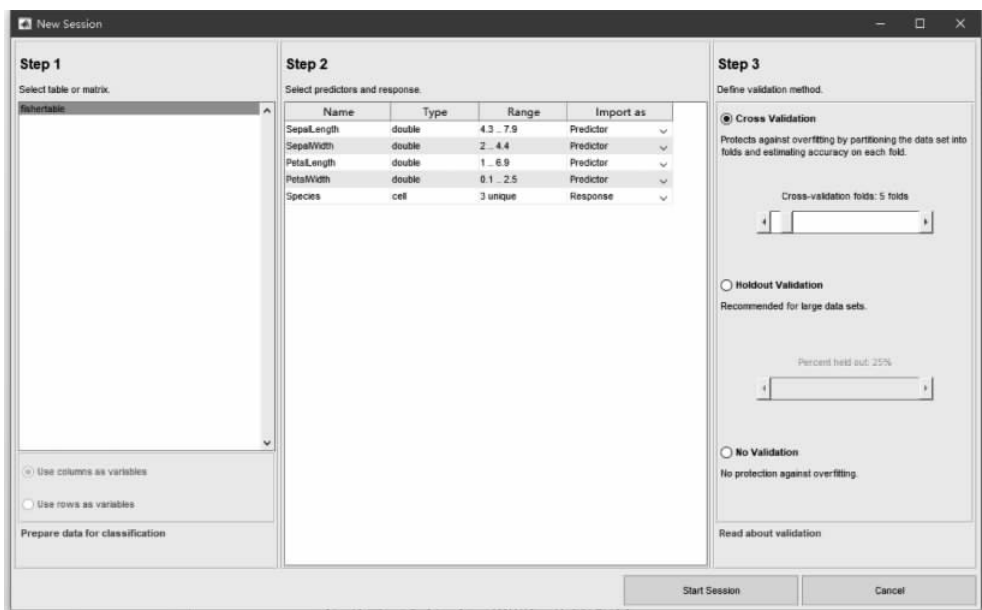 New Session
Step 1
Select table or matrix.
fishertable
Use columns as variables
Use rows as variables
Prepare data for classification
Step 2
Select predictors and response.
Name Type Range Import as
SepalLength double 4.3 .. 7.9 Predictor
SepalWidth double 2 .. 4.4 Predictor
PetalLength double 1 .. 6.9 Predictor
PetalWidth double 0.1 .. 2.5 Predictor
Species cell 3 unique Response
Step 3
Define validation method.
Cross Validation
Protects against overfitting by partitioning the data set into
folds and estimating accuracy on each fold.
Cross-validation folds: 5 folds
Holdout Validation
Recommended for large data sets.
Percent held out: 25%
No Validation
No protection against overfitting.
Read about validation
Start Session
Cancel